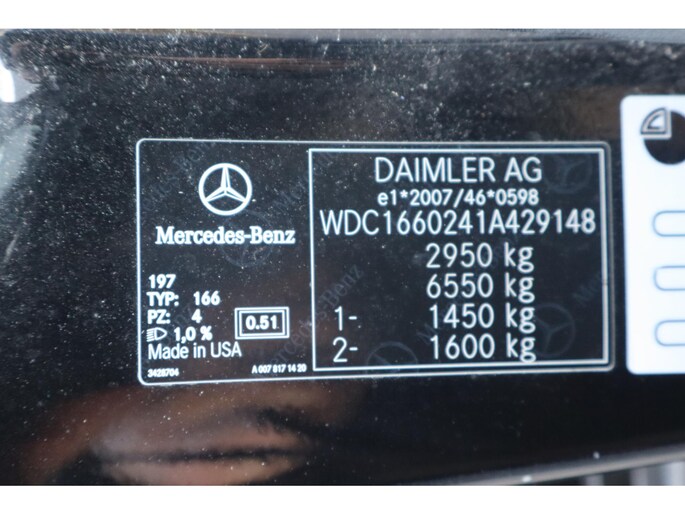 Mercedes-Benz
197
TYP: 166
PZ: 4
1,0 %
0.51
Made in USA
3428704
A 007 817 14 20
DAIMLER AG
e1*2007/46*0598
WDC1660241A429148
2950 kg
6550 kg
1- 1450 kg
2- 1600 kg